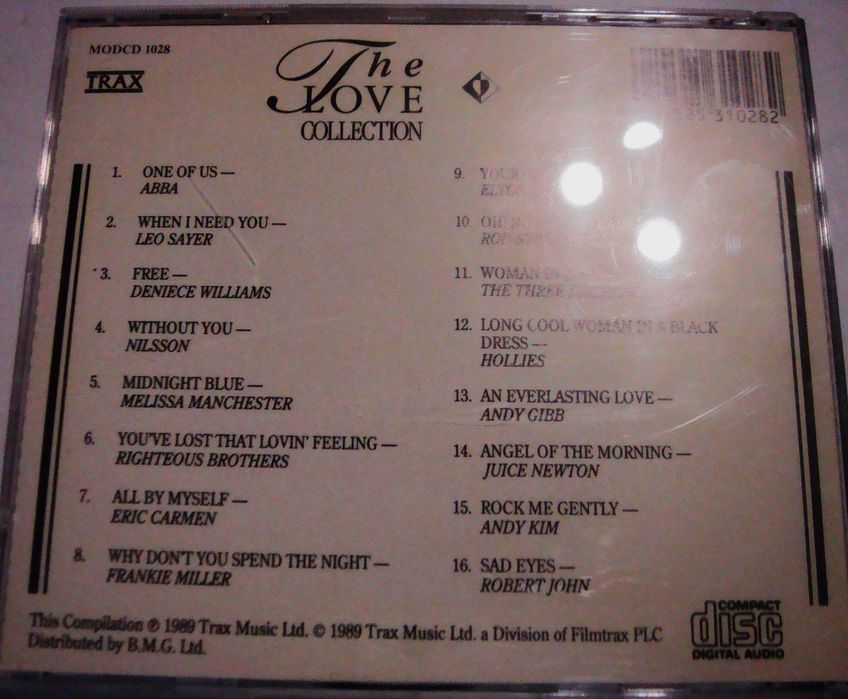 MODCD 1028
TRAX
The
LOVE
COLLECTION
310282
1. ONE OF US —
ABBA
2. WHEN I NEED YOU —
LEO SAYER
3. FREE —
DENIECE WILLIAMS
4. WITHOUT YOU —
NILSSON
5. MIDNIGHT BLUE —
MELISSA MANCHESTER
6. YOU'VE LOST THAT LOVIN' FEELING —
RIGHTEOUS BROTHERS
7. ALL BY MYSELF —
ERIC CARMEN
8. WHY DON'T YOU SPEND THE NIGHT —
FRANKIE MILLER
9.
10. OH!
11. WOMAN
THE THREE
12. LONG COOL WOMAN IN A BLACK
DRESS —
HOLLIES
13. AN EVERLASTING LOVE —
ANDY GIBB
14. ANGEL OF THE MORNING —
JUICE NEWTON
15. ROCK ME GENTLY —
ANDY KIM
16. SAD EYES —
ROBERT JOHN
This Compilation ℗ 1989 Trax Music Ltd. © 1989 Trax Music Ltd. a Division of Filmtrax PLC
Distributed by B.M.G. Ltd.
COMPACT
disc
DIGITAL AUDIO